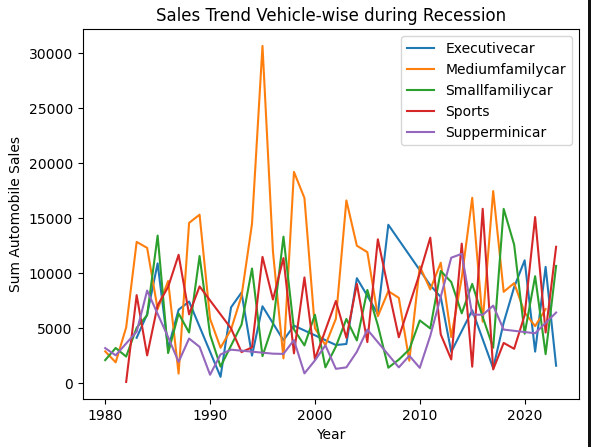 Sales Trend Vehicle-wise during Recession
Executivecar
Mediumfamilycar
Smallfamiliycar
Sports
Supperminicar
Sum Automobile Sales
30000
25000
20000
15000
10000
5000
0
1980
1990
2000
2010
2020
Year